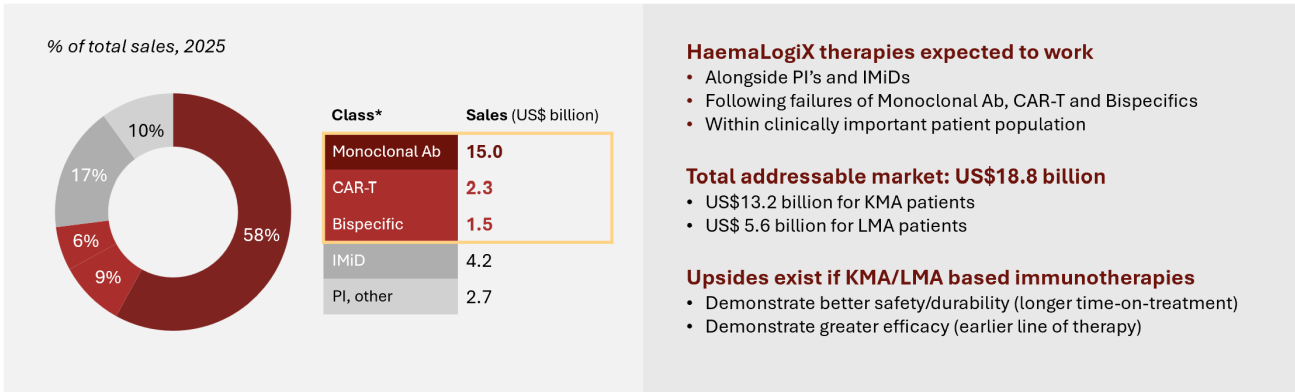 % of total sales, 2025
10%
17%
6%
9%
58%
Class* Sales (US$ billion)
Monoclonal Ab 15.0
CAR-T 2.3
Bispecific 1.5
IMiD 4.2
PI, other 2.7
HaemaLogiX therapies expected to work
• Alongside PI's and IMiDs
• Following failures of Monoclonal Ab, CAR-T and Bispecifics
• Within clinically important patient population
Total addressable market: US$18.8 billion
• US$13.2 billion for KMA patients
• US$ 5.6 billion for LMA patients
Upsides exist if KMA/LMA based immunotherapies
• Demonstrate better safety/durability (longer time-on-treatment)
• Demonstrate greater efficacy (earlier line of therapy)